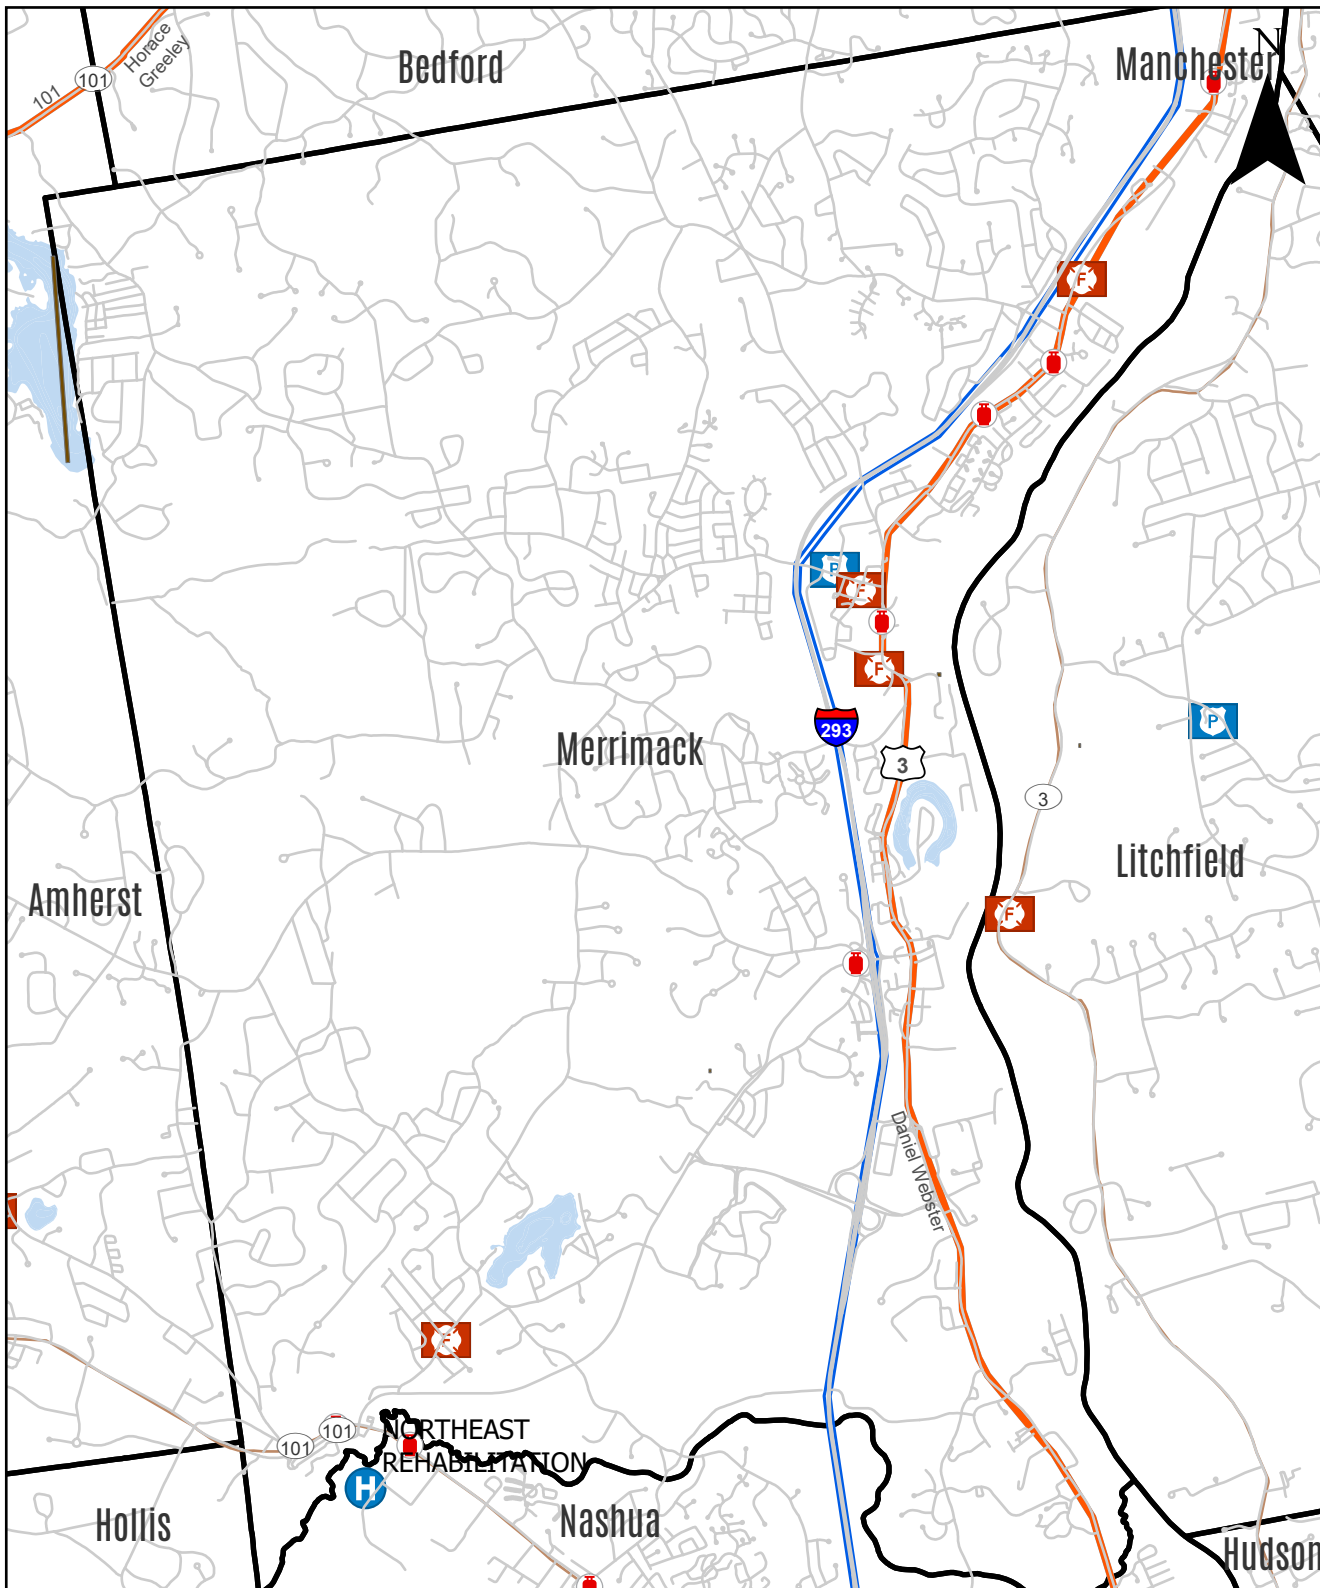 Horace
Greeley
Bedford
Manchester
N
101
101
F
P
F
F
P
293
Merrimack
3
3
Litchfield
Amherst
F
Daniel Webster
F
101
101
NORTHEAST
REHABILITATION
H
Hollis
Nashua
Hudson